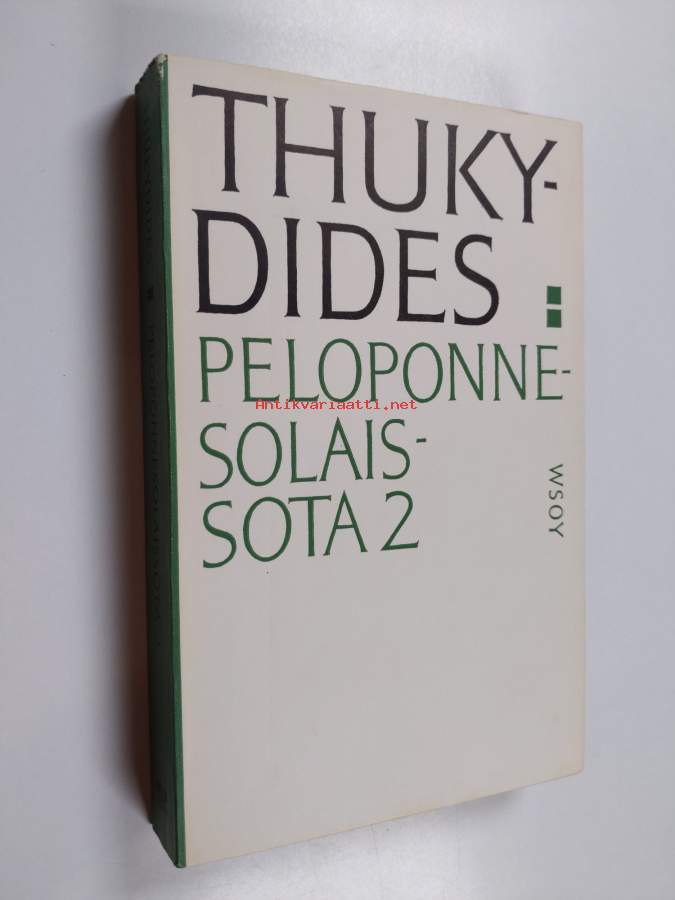 THUKY-
DIDES
PELOPONNE-
Antikvariaatti.net
SOLAIS-
SOTA 2
WSOY